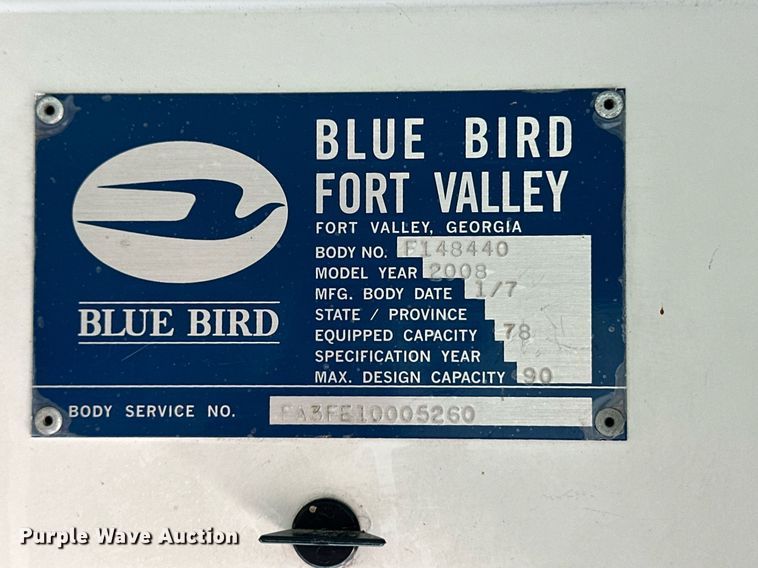 BLUE BIRD
FORT VALLEY
FORT VALLEY, GEORGIA
BODY NO. F148440
MODEL YEAR 2008
MFG. BODY DATE 1/7
STATE / PROVINCE
EQUIPPED CAPACITY 78
SPECIFICATION YEAR
MAX. DESIGN CAPACITY 90
BLUE BIRD
BODY SERVICE NO.
Purple Wave Auction